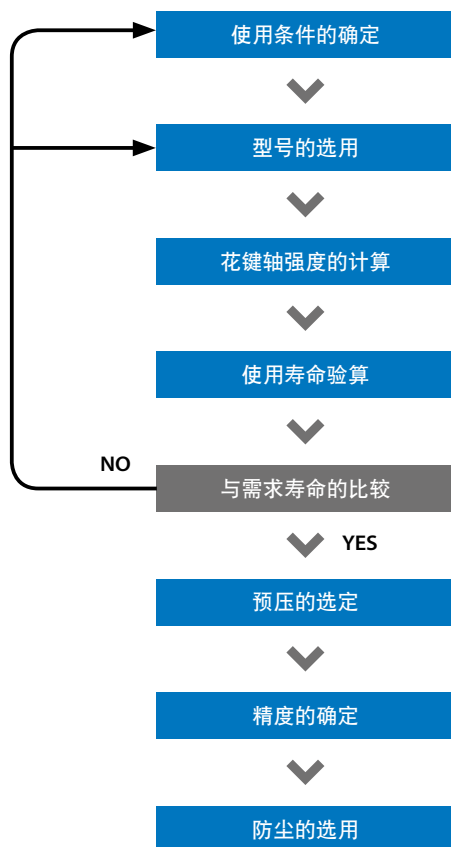 使用条件的确定
型号的选用
花键轴强度的计算
使用寿命验算
NO
与需求寿命的比较
YES
预压的选定
精度的确定
防尘的选用